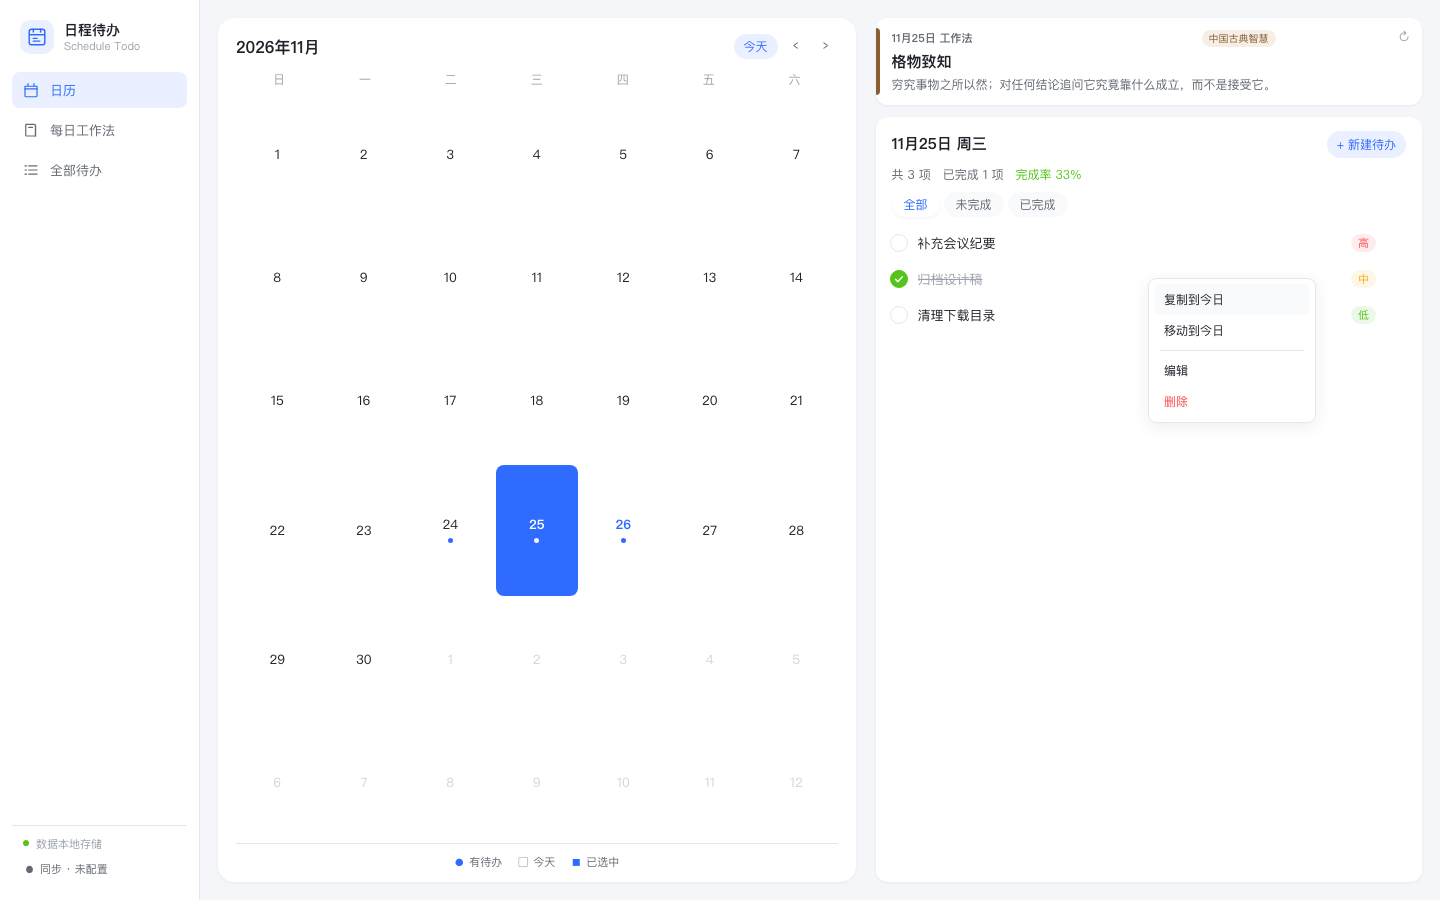 日程待办
Schedule Todo
日历
每日工作法
全部待办
数据本地存储
同步 · 未配置
2026年11月
今天
<
>
日 一 二 三 四 五 六
1 2 3 4 5 6 7
8 9 10 11 12 13 14
15 16 17 18 19 20 21
22 23 24 25 26 27 28
29 30 1 2 3 4 5
6 7 8 9 10 11 12
有待办 今天 已选中
11月25日 工作法
中国古典智慧
格物致知
穷究事物之所以然；对任何结论追问它究竟靠什么成立，而不是接受它。
11月25日 周三
+ 新建待办
共 3 项 已完成 1 项 完成率 33%
全部 未完成 已完成
补充会议纪要 高
归档设计稿 中
清理下载目录 低
复制到今日
移动到今日
编辑
删除